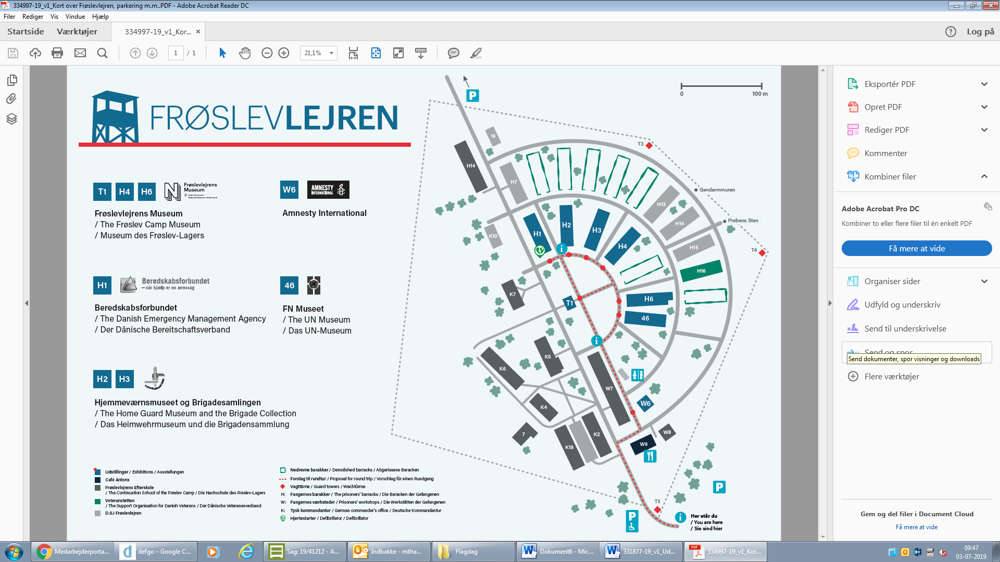 334997-19_v1_Kort over Frøslevlejren, parkering m.m..PDF - Adobe Acrobat Reader DC
Filer Rediger Vis Vindue Hjælp
Startside Værktøjer 334997-19_v1_Kor... × Log på
1 / 1 21,1%
P
0 100 m
FRØSLEVLEJREN
T1 H4 H6 Frøslevlejrens
Museum
Nationalmuseet
National Museum of Denmark
Frøslevlejrens Museum
/ The Frøslev Camp Museum
/ Museum des Frøslev-Lagers
W6 AMNESTY
INTERNATIONAL
Amnesty International
H1 Beredskabsforbundet
– når hjælp er en æressag
Beredskabsforbundet
/ The Danish Emergency Management Agency
/ Der Dänische Bereitschaftsverband
46
FN Museet
/ The UN Museum
/ Das UN-Museum
H2 H3
Hjemmeværnsmuseet og Brigadesamlingen
/ The Home Guard Museum and the Brigade Collection
/ Das Heimwehrmuseum und die Brigadensammlung
Udstillinger / Exhibitions / Ausstellungen
Café Antons
Frøslevlejrens Efterskole
/ The Continuation School of the Frøslev Camp / Die Nachschule des Frøslev-Lagers
Veteranstøtten
/ The Support Organisation for Danish Veterans / Der Dänische Veteranenverband
D.S.I Frøslevlejren
Nedrevne barakker / Demolished barracks / Abgerissene Baracken
Forslag til rundtur / Proposal for round trip / Vorschlag für einen Rundgang
Vagttårne / Guard towers / Wachtürme
H: Fangernes barakker / The prisoners' barracks / Die Baracken der Gefangenen
W: Fangernes værksteder / Prisoners' workshops / Die Werkstätten der Gefangenen
K: Tysk kommandantur / German commander's office / Deutsche Kommandantur
Hjertestarter / Defibrillator / Defibrillator
19
T3
H14
H7
Gendarmmuren
H13
Prebens Sten
H14
H1
H2
H3
K10
H4
H15
T4
i
H16
K7
T1
H6
46
i
K5
K6
W7
W6
K4
7
K2
K18
W8
W9
P
T5
P
i
Her står du
/ You are here
/ Sie sind hier
Eksportér PDF
Opret PDF
Rediger PDF
Kommenter
Kombiner filer
Adobe Acrobat Pro DC
Kombiner to eller flere filer til én enkelt PDF
Få mere at vide
Organiser sider
Udfyld og underskriv
Send til underskrivelse
Send og spor
Send dokumenter, spor visninger og downloads
Flere værktøjer
Gem og del filer i Document Cloud
Få mere at vide
Medarbejderporta... defgo – Google C... Sag: 19/41212 - A... Indbakke - mtha... Flagdag Dokument6 - Mic... 331877-19_v1_Ud... 334997-19_v1_Kor...
09:47
03-07-2019